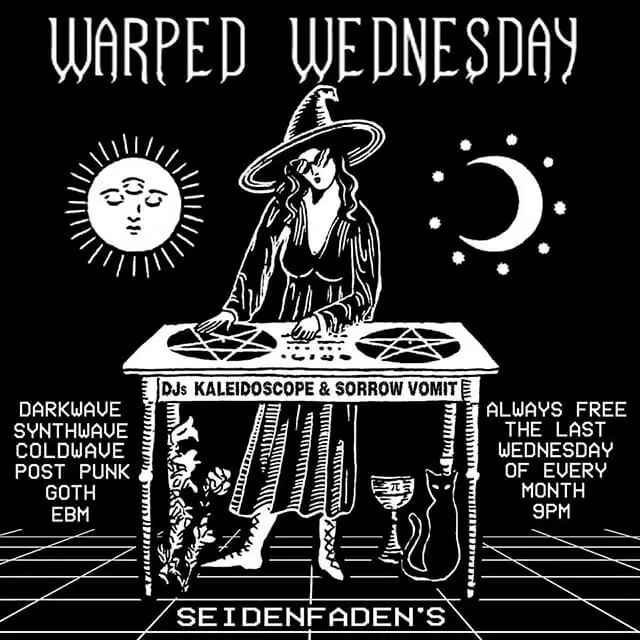 WARPED WEDNESDAY
DJs KALEIDOSCOPE & SORROW VOMIT
DARKWAVE
SYNTHWAVE
COLDWAVE
POST PUNK
GOTH
EBM
ALWAYS FREE
THE LAST
WEDNESDAY
OF EVERY
MONTH
9PM
π
SEIDENFADEN'S